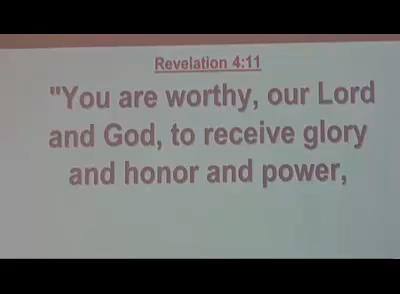 Revelation 4:11
"You are worthy, our Lord
and God, to receive glory
and honor and power,